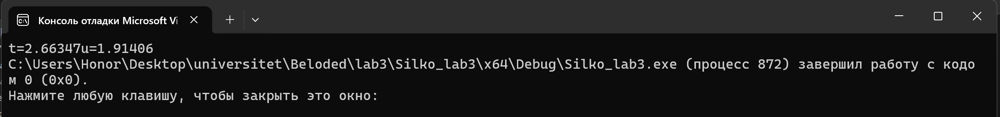 Консоль отладки Microsoft Vi
t=2.66347u=1.91406
C:\Users\Honor\Desktop\universitet\Beloded\lab3\Silko_lab3\x64\Debug\Silko_lab3.exe (процесс 872) завершил работу с кодо
м 0 (0x0).
Нажмите любую клавишу, чтобы закрыть это окно: